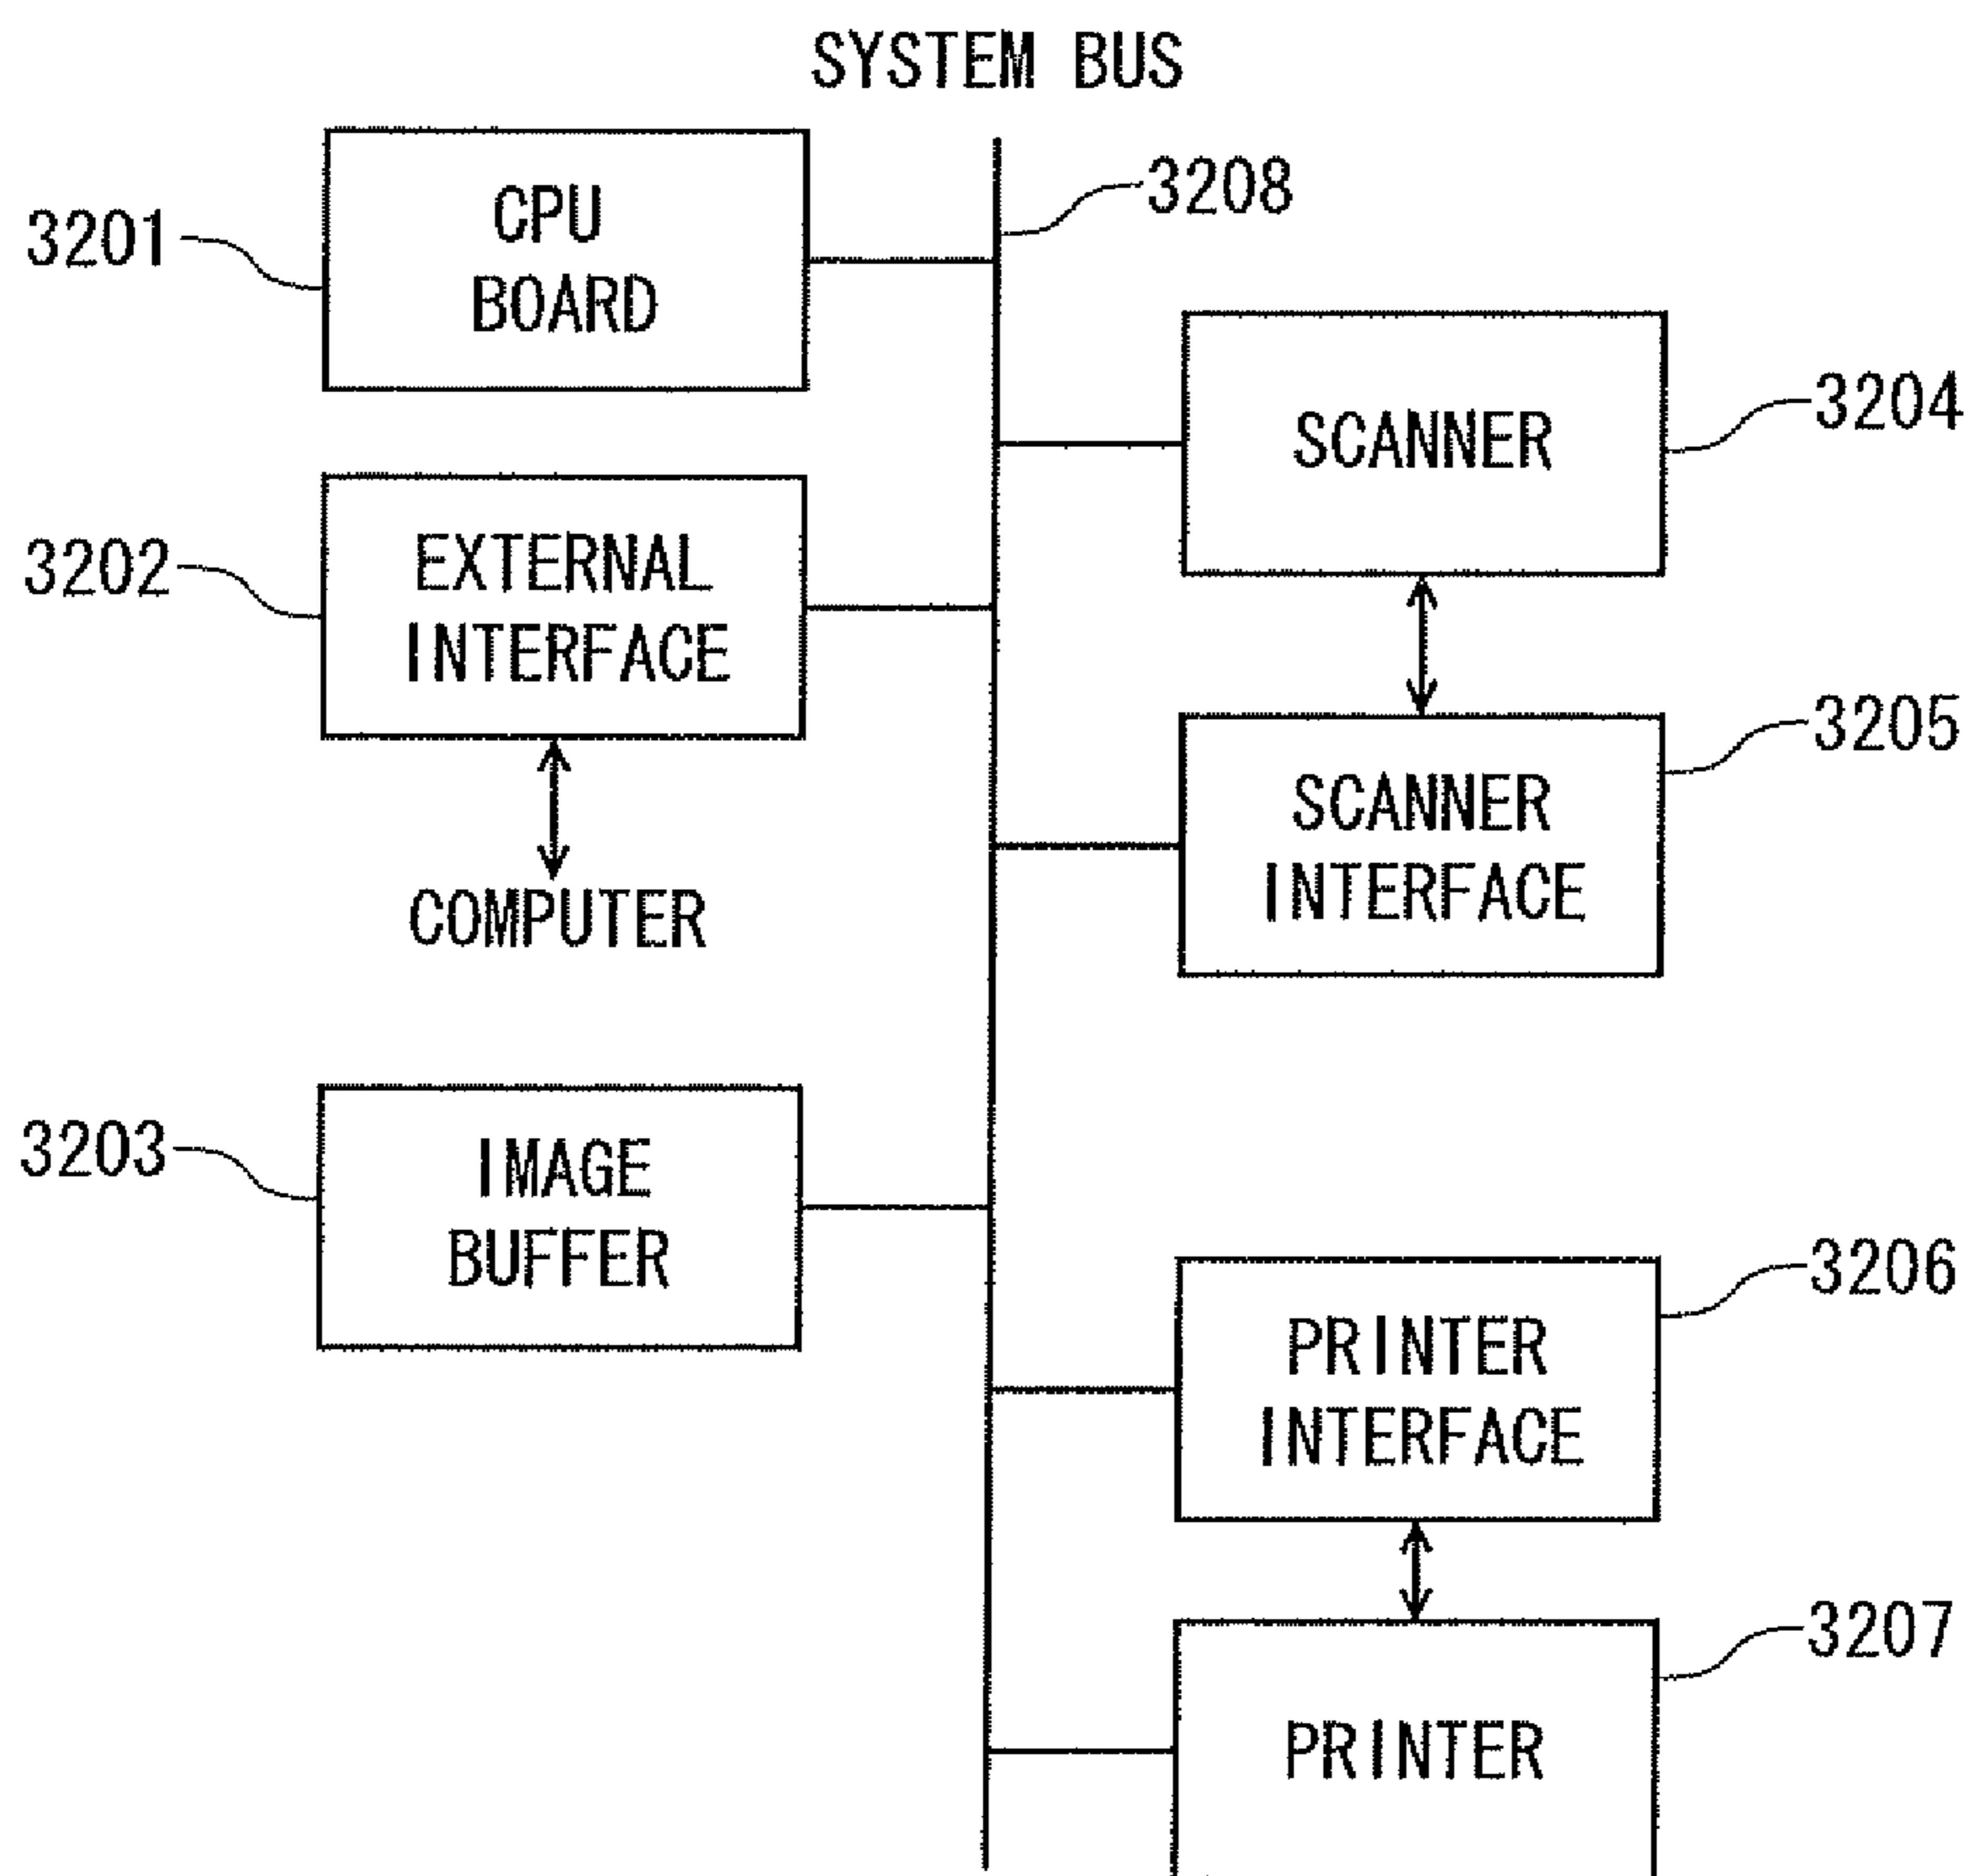 SYSTEM BUS
3208
3201
CPU
BOARD
3204
SCANNER
3202
EXTERNAL
INTERFACE
3205
SCANNER
INTERFACE
COMPUTER
3203
IMAGE
BUFFER
3206
PRINTER
INTERFACE
3207
PRINTER